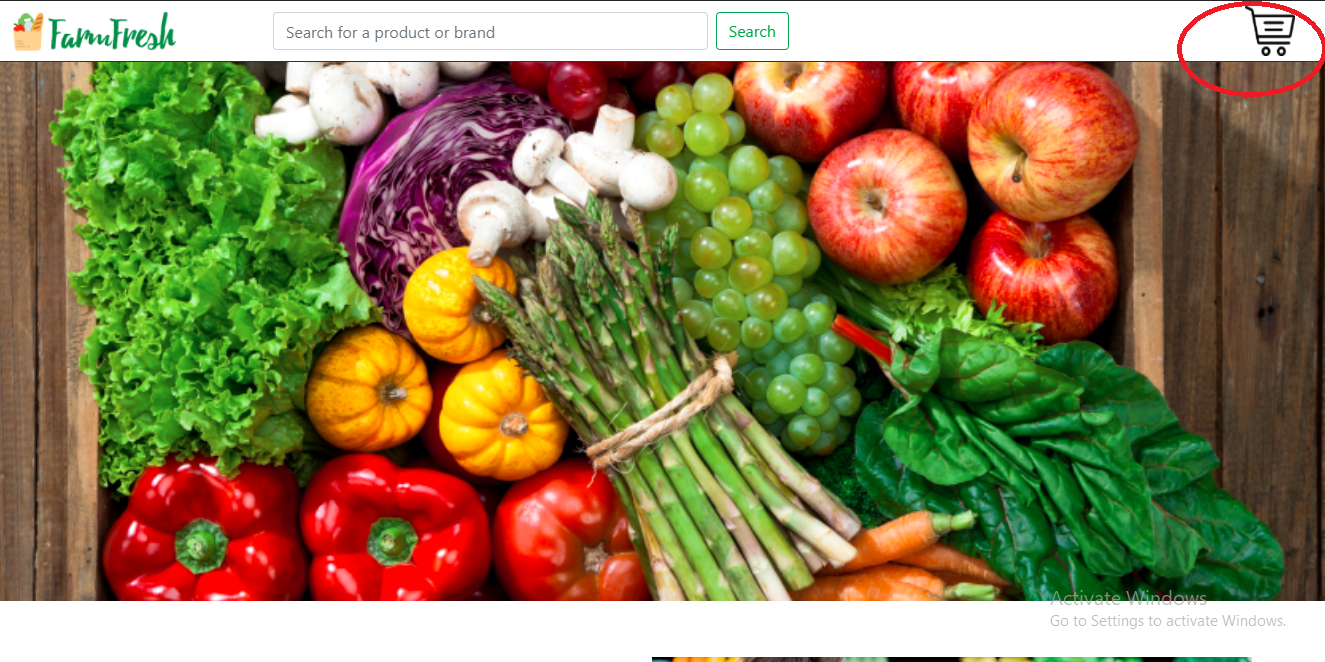 FarmFresh
Search for a product or brand
Search
Activate Windows
Go to Settings to activate Windows.